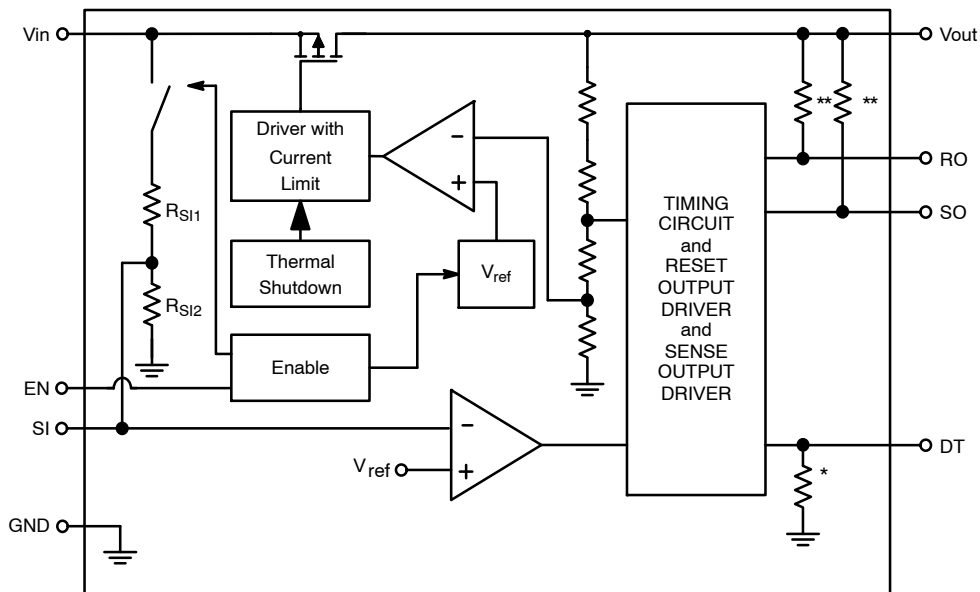 Vin
Vout
**
**
Driver with
Current
Limit
−
+
RO
SO
RSI1
TIMING
CIRCUIT
and
RESET
OUTPUT
DRIVER
and
SENSE
OUTPUT
DRIVER
Thermal
Shutdown
Vref
RSI2
Enable
EN
SI
−
+
Vref
DT
*
GND